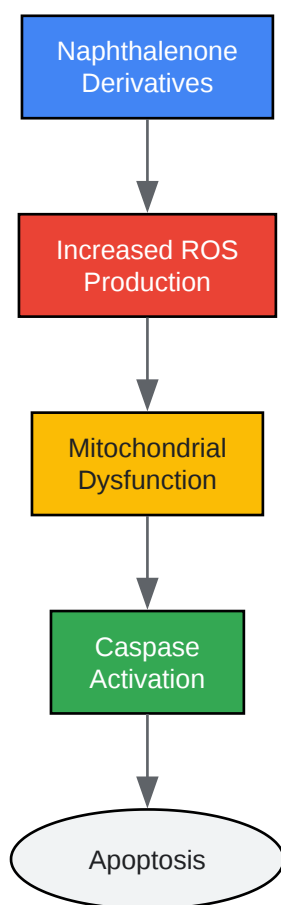 Naphthalenone
Derivatives
Increased ROS
Production
Mitochondrial
Dysfunction
Caspase
Activation
Apoptosis